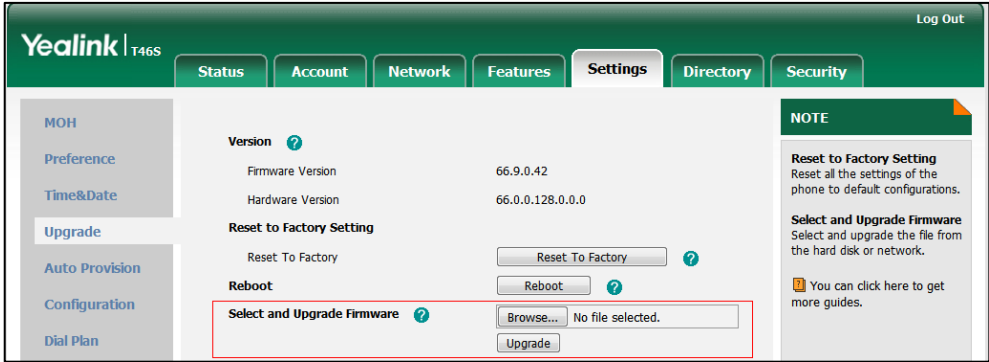 Log Out
Yealink | T46S
Status Account Network Features Settings Directory Security
MOH
Preference
Time&Date
Upgrade
Auto Provision
Configuration
Dial Plan
Version ?
Firmware Version 66.9.0.42
Hardware Version 66.0.0.128.0.0.0
Reset to Factory Setting
Reset To Factory Reset To Factory ?
Reboot Reboot ?
Select and Upgrade Firmware ? Browse... No file selected.
Upgrade
NOTE
Reset to Factory Setting
Reset all the settings of the
phone to default configurations.
Select and Upgrade Firmware
Select and upgrade the file from
the hard disk or network.
? You can click here to get
more guides.